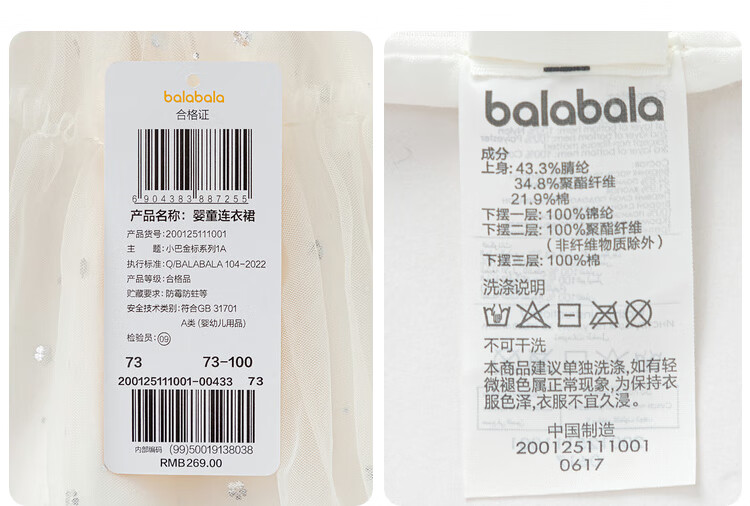 balabala
合格证
6904383887255
产品名称：婴童连衣裙
产品货号：200125111001
主　题：小巴金标系列1A
执行标准：Q/BALABALA 104-2022
产品等级：合格品
贮藏要求：防霉防蛀等
安全技术类别：符合GB 31701
A类 (婴幼儿用品)
检验员：09
73 73-100
200125111001-00433 73
内部编码 (99)50019138038
RMB269.00
balabala
成分
上身：43.3%腈纶
34.8%聚酯纤维
21.9%棉
下摆一层：100%锦纶
下摆二层：100%聚酯纤维
（非纤维物质除外）
下摆三层：100%棉
洗涤说明
不可干洗
本商品建议单独洗涤，如有轻
微褪色属正常现象，为保持衣
服色泽，衣服不宜久浸。
中国制造
200125111001
0617